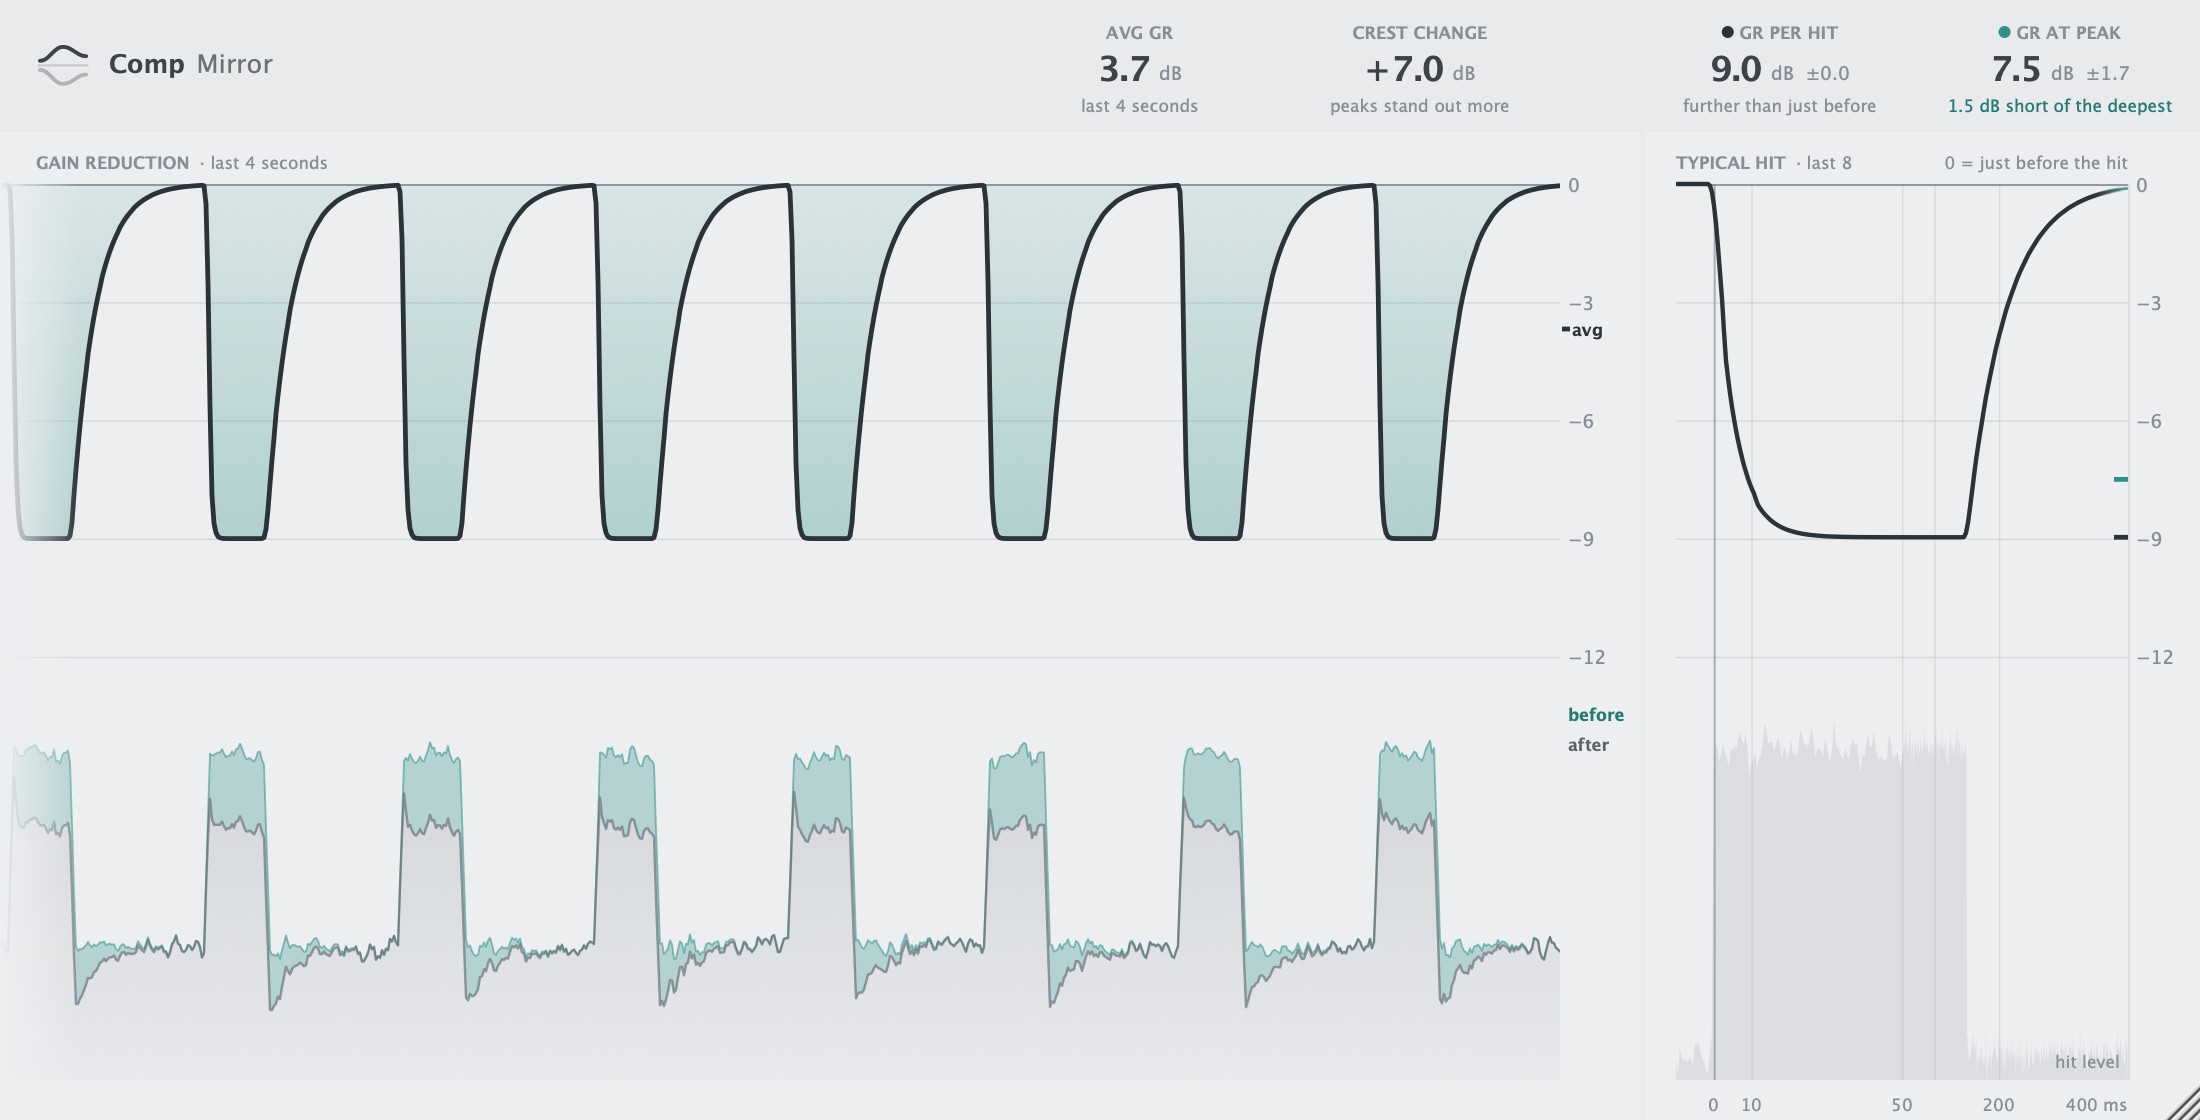 Comp Mirror
AVG GR
3.7 dB
last 4 seconds
CREST CHANGE
+7.0 dB
peaks stand out more
GR PER HIT
9.0 dB ±0.0
further than just before
GR AT PEAK
7.5 dB ±1.7
1.5 dB short of the deepest
GAIN REDUCTION · last 4 seconds
0
−3
avg
−6
−9
−12
before
after
TYPICAL HIT · last 8
0 = just before the hit
0
−3
−6
−9
−12
hit level
0 10 50 200 400 ms